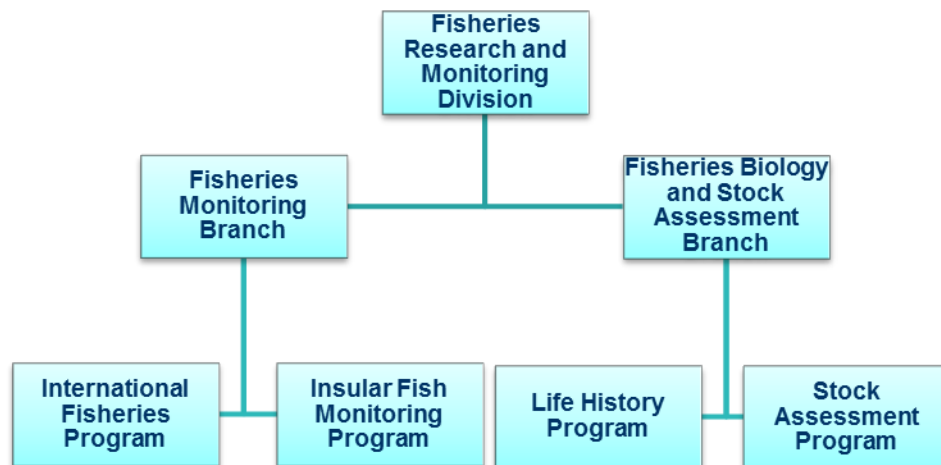 Fisheries
Research and
Monitoring
Division
Fisheries
Monitoring
Branch
Fisheries Biology
and Stock
Assessment
Branch
International
Fisheries
Program
Insular Fish
Monitoring
Program
Life History
Program
Stock
Assessment
Program